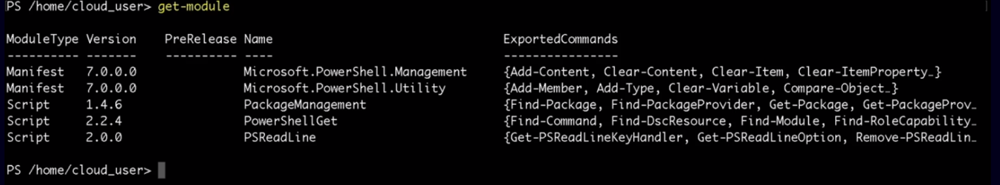 PS /home/cloud_user> get-module
ModuleType Version PreRelease Name ExportedCommands
---------- ------- ---------- ---- ----------------
Manifest 7.0.0.0 Microsoft.PowerShell.Management {Add-Content, Clear-Content, Clear-Item, Clear-ItemProperty…}
Manifest 7.0.0.0 Microsoft.PowerShell.Utility {Add-Member, Add-Type, Clear-Variable, Compare-Object…}
Script 1.4.6 PackageManagement {Find-Package, Find-PackageProvider, Get-Package, Get-PackageProv…
Script 2.2.4 PowerShellGet {Find-Command, Find-DscResource, Find-Module, Find-RoleCapability…
Script 2.0.0 PSReadLine {Get-PSReadLineKeyHandler, Get-PSReadLineOption, Remove-PSReadLin…
PS /home/cloud_user>